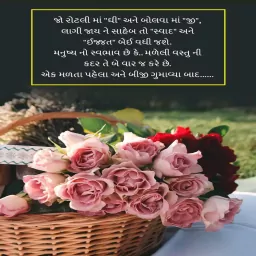 જો રોટલી માં "ઘી" અને બોલવા માં "જી",
લાગી જાય ને સાહેબ તો "સ્વાદ" અને
"ઈજ્જત" બેઈ વધી જશે.
મનુષ્ય નો સ્વભાવ છે કે.. મળેલી વસ્તુ ની
કદર તે બે વાર જ કરે છે.
એક મળતા પહેલા અને બીજી ગુમાવ્યા બાદ......